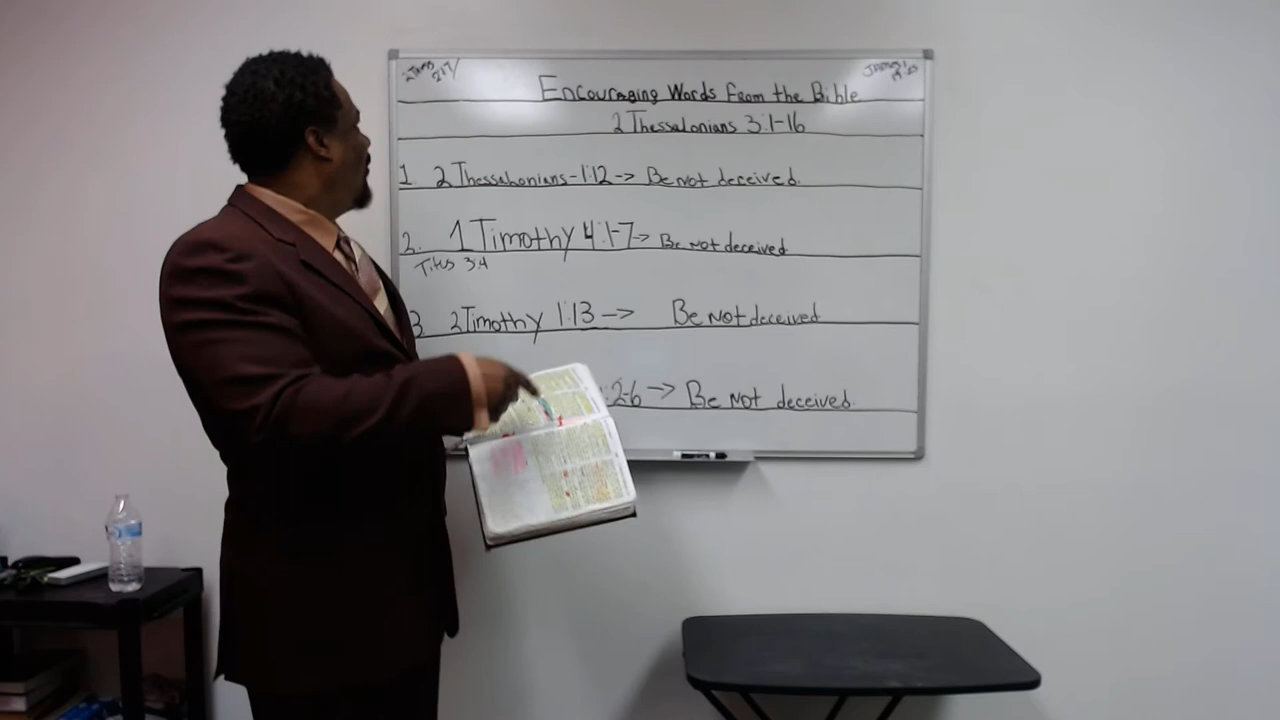 Encouraging Words From the Bible
2 Thessalonians 3:1-16
1. 2 Thessalonians-1:12-> Be not deceived.
2. 1 Timothy 4:1-7-> Be not deceived
Titus 3:4
3. 2 Timothy 1:13 -> Be Not deceived
:2-6 -> Be Not deceived.